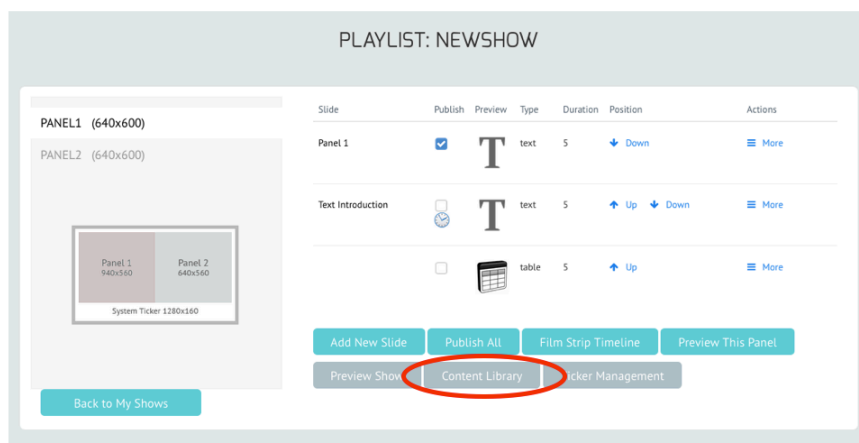 PLAYLIST: NEWSHOW
PANEL1 (640x600)
PANEL2 (640x600)
Panel 1 Panel 2
940x560 640x560
System Ticker 1280x160
Back to My Shows
Slide Publish Preview Type Duration Position Actions
Panel 1 T text 5 Down More
Text Introduction T text 5 Up Down More
table 5 Up More
Add New Slide Publish All Film Strip Timeline Preview This Panel
Preview Show Content Library Ticker Management